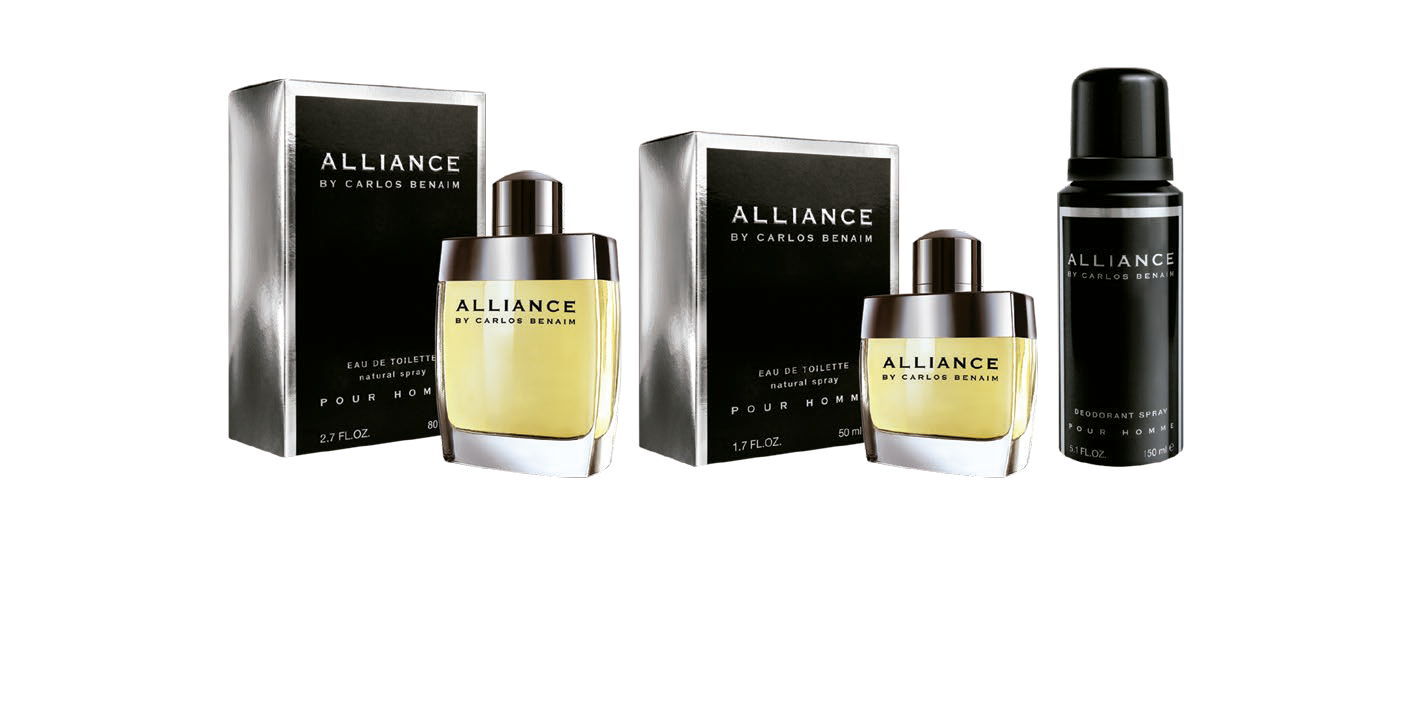 ALLIANCE
BY CARLOS BENAIM
EAU DE TOILETTE
natural spray
POUR HOM
2.7 FL.OZ. 80
ALLIANCE
BY CARLOS BENAIM
ALLIANCE
BY CARLOS BENAIM
EAU DE TOILETTE
natural spray
POUR HOMM
1.7 FL.OZ. 50 ml
ALLIANCE
BY CARLOS BENAIM
ALLIANCE
BY CARLOS BENAIM
DEODORANT SPRAY
POUR HOMME
5.1 FL.OZ. 150 ml e